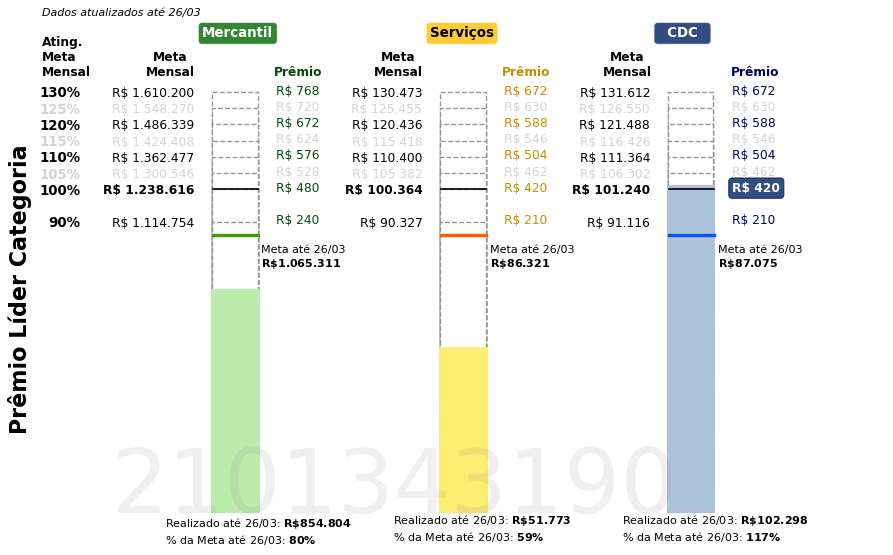 Dados atualizados até 26/03
Mercantil Serviços CDC
Ating. Meta Mensal Meta Mensal Prêmio Meta Mensal Prêmio Meta Mensal Prêmio
130% R$ 1.610.200 R$ 768 R$ 130.473 R$ 672 R$ 131.612 R$ 672
125% R$ 1.548.270 R$ 720 R$ 125.455 R$ 630 R$ 126.550 R$ 630
120% R$ 1.486.339 R$ 672 R$ 120.436 R$ 588 R$ 121.488 R$ 588
115% R$ 1.424.408 R$ 624 R$ 115.418 R$ 546 R$ 116.426 R$ 546
110% R$ 1.362.477 R$ 576 R$ 110.400 R$ 504 R$ 111.364 R$ 504
105% R$ 1.300.546 R$ 528 R$ 105.382 R$ 462 R$ 106.302 R$ 462
100% R$ 1.238.616 R$ 480 R$ 100.364 R$ 420 R$ 101.240 R$ 420
90% R$ 1.114.754 R$ 240 R$ 90.327 R$ 210 R$ 91.116 R$ 210
Meta até 26/03 Meta até 26/03 Meta até 26/03
R$1.065.311 R$86.321 R$87.075
Prêmio Líder Categoria
2101343190
Realizado até 26/03: R$854.804 Realizado até 26/03: R$51.773 Realizado até 26/03: R$102.298
% da Meta até 26/03: 80% % da Meta até 26/03: 59% % da Meta até 26/03: 117%